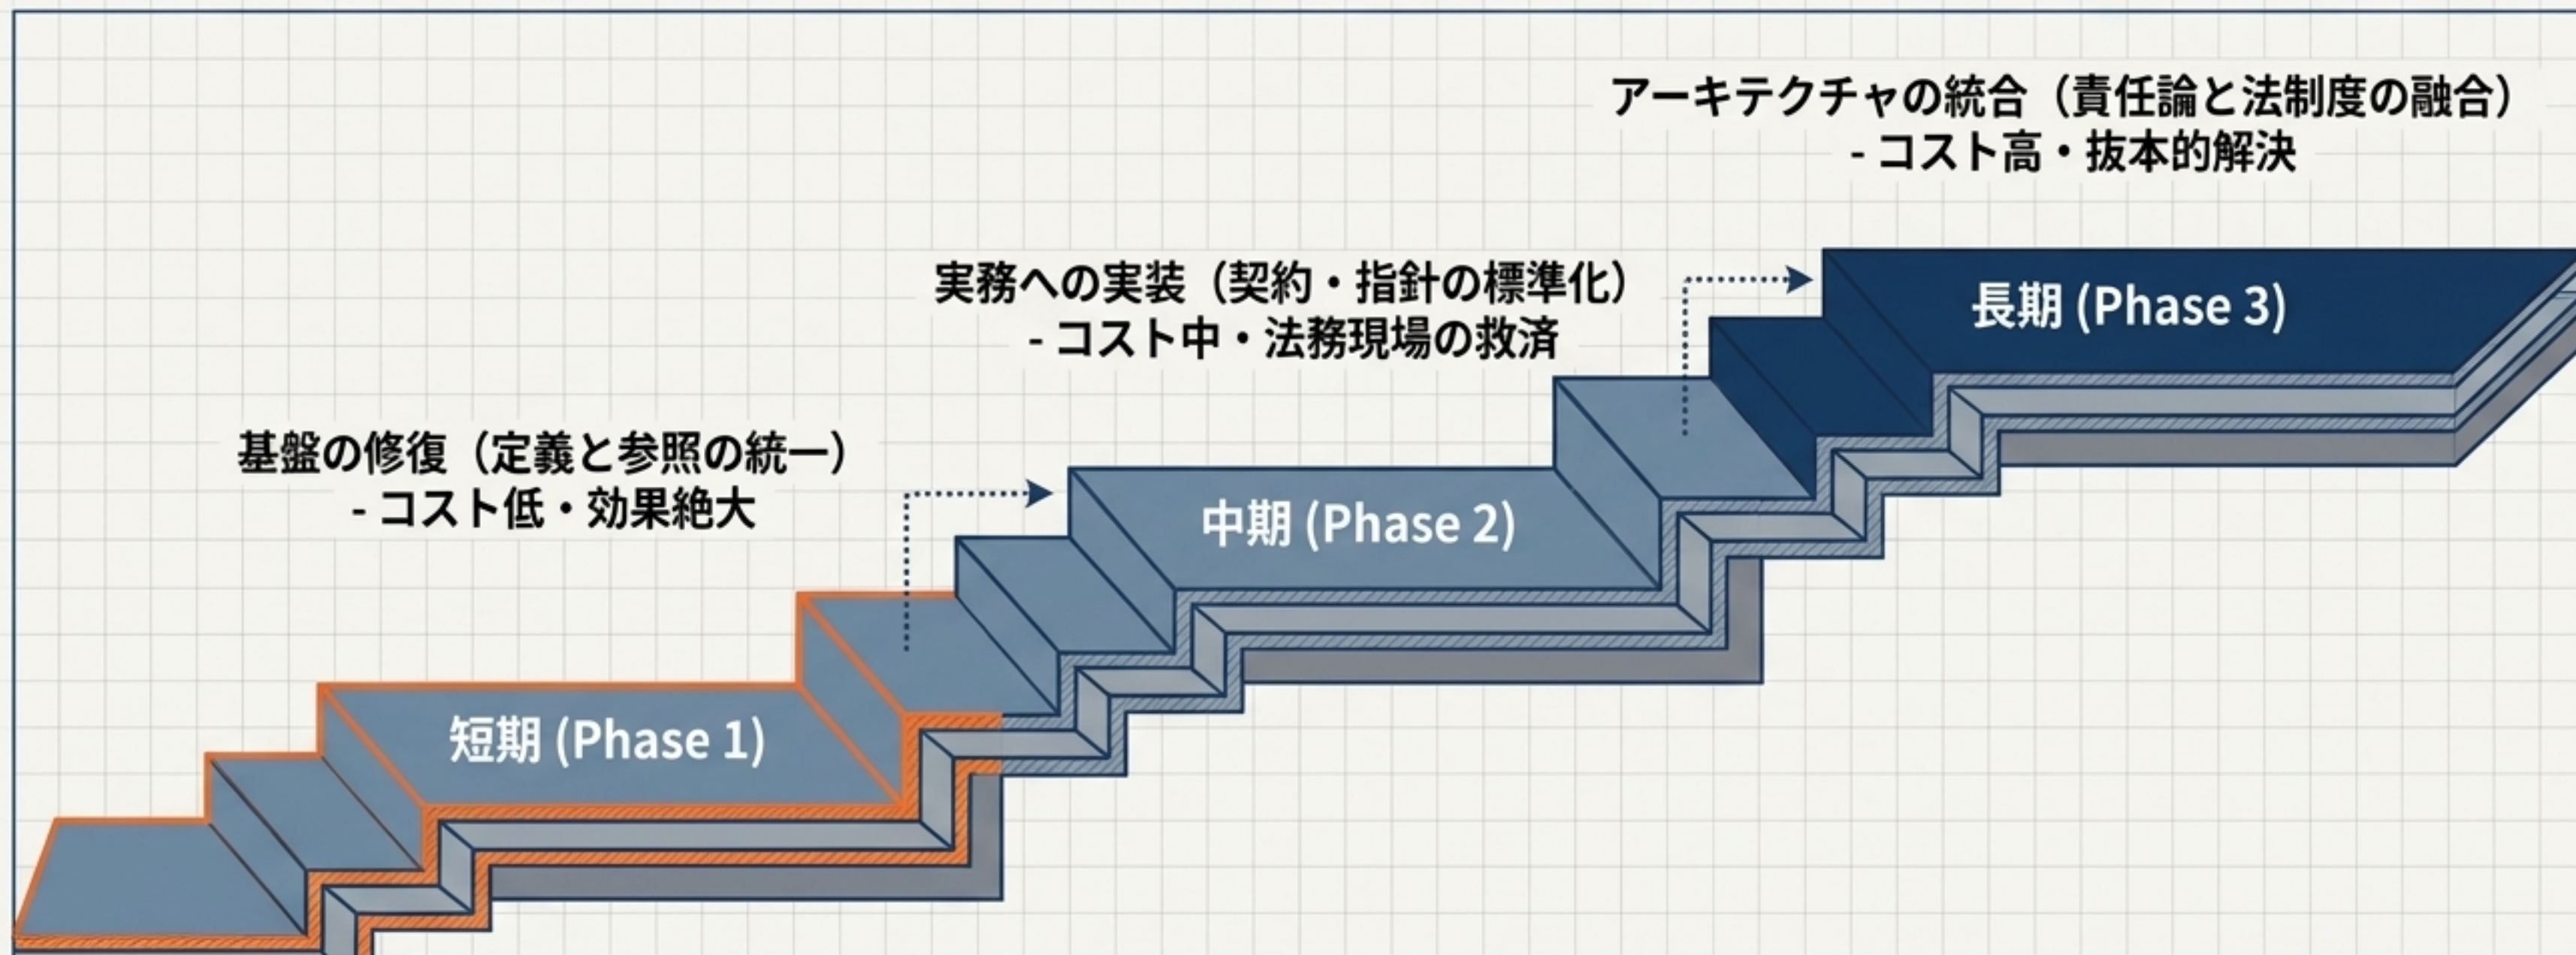 アーキテクチャの統合（責任論と法制度の融合）
- コスト高・抜本的解決
長期 (Phase 3)
実務への実装（契約・指針の標準化）
- コスト中・法務現場の救済
中期 (Phase 2)
基盤の修復（定義と参照の統一）
- コスト低・効果絶大
短期 (Phase 1)